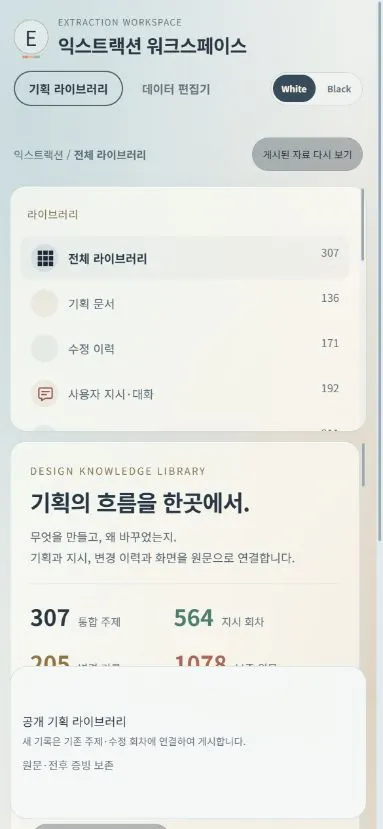 E
EXTRACTION WORKSPACE
익스트랙션 워크스페이스
기획 라이브러리
데이터 편집기
White
Black
익스트랙션 / 전체 라이브러리
게시된 자료 다시 보기
라이브러리
전체 라이브러리 307
기획 문서 136
수정 이력 171
사용자 지시·대화 192
DESIGN KNOWLEDGE LIBRARY
기획의 흐름을 한곳에서.
무엇을 만들고, 왜 바꾸었는지.
기획과 지시, 변경 이력과 화면을 원문으로 연결합니다.
307 통합 주제 564 지시 회차
205 1078
공개 기획 라이브러리
새 기록은 기존 주제·수정 회차에 연결하여 게시합니다.
원문·전후 증빙 보존